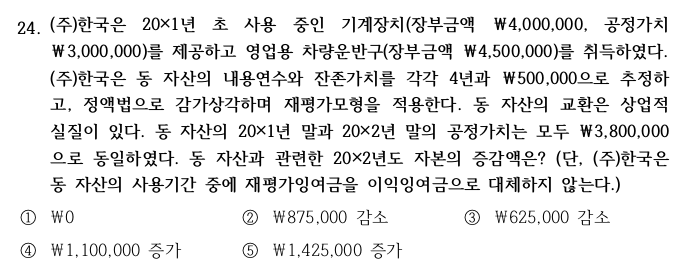 24. (주)한국은 20×1년 초 사용 중인 기계장치(장부금액 ₩4,000,000, 공정가치
₩3,000,000)를 제공하고 영업용 차량운반구(장부금액 ₩4,500,000)를 취득하였다.
(주)한국은 동 자산의 내용연수와 잔존가치를 각각 4년과 ₩500,000으로 추정하
고, 정액법으로 감가상각하며 재평가모형을 적용한다. 동 자산의 교환은 상업적
실질이 있다. 동 자산의 20×1년 말과 20×2년 말의 공정가치는 모두 ₩3,800,000
으로 동일하였다. 동 자산과 관련한 20×2년도 자본의 증감액은? (단, (주)한국은
동 자산의 사용기간 중에 재평가잉여금을 이익잉여금으로 대체하지 않는다.)
① ₩0 ② ₩875,000 감소 ③ ₩625,000 감소
④ ₩1,100,000 증가 ⑤ ₩1,425,000 증가